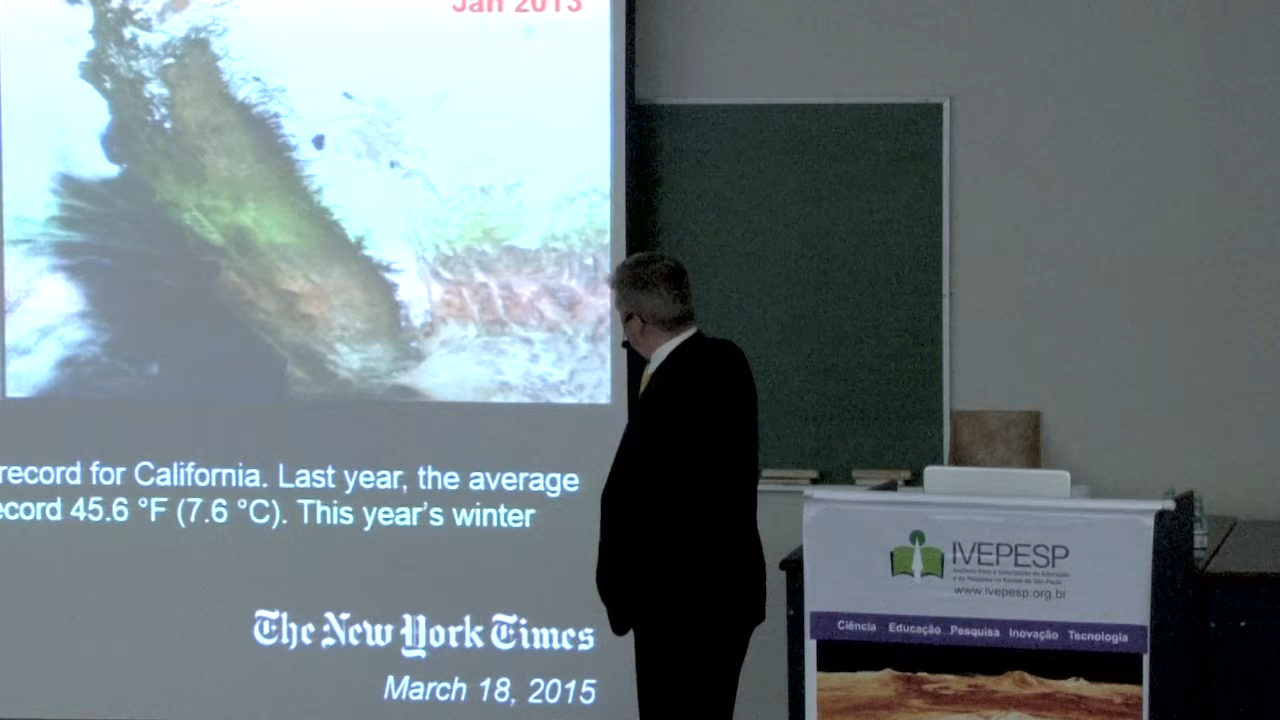 Jan 2013
record for California. Last year, the average
ecord 45.6 °F (7.6 °C). This year's winter
The New York Times
March 18, 2015
IVEPESP
www.ivepesp.org.br
Ciência Educação Pesquisa Inovação Tecnologia